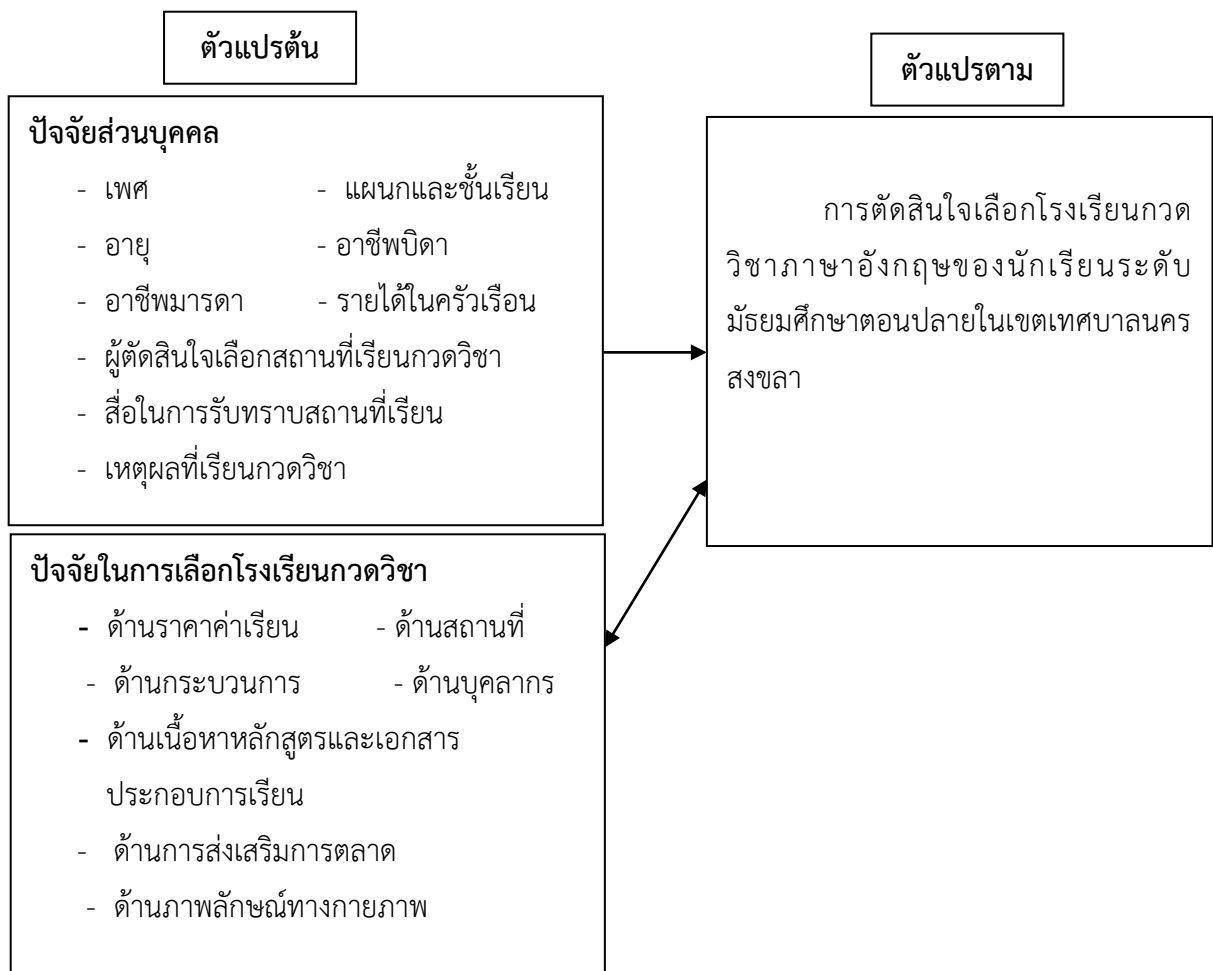 ตัวแปรต้น
ตัวแปรตาม
ปัจจัยส่วนบุคคล
- เพศ - แผนกและชั้นเรียน
- อายุ - อาชีพบิดา
- อาชีพมารดา - รายได้ในครัวเรือน
- ผู้ตัดสินใจเลือกสถานที่เรียนกวดวิชา
- สื่อในการรับทราบสถานที่เรียน
- เหตุผลที่เรียนกวดวิชา
การตัดสินใจเลือกโรงเรียนกวด
วิชาภาษาอังกฤษของนักเรียนระดับ
มัธยมศึกษาตอนปลายในเขตเทศบาลนคร
สงขลา
ปัจจัยในการเลือกโรงเรียนกวดวิชา
- ด้านราคาค่าเรียน - ด้านสถานที่
- ด้านกระบวนการ - ด้านบุคลากร
- ด้านเนื้อหาหลักสูตรและเอกสาร
ประกอบการเรียน
- ด้านการส่งเสริมการตลาด
- ด้านภาพลักษณ์ทางกายภาพ